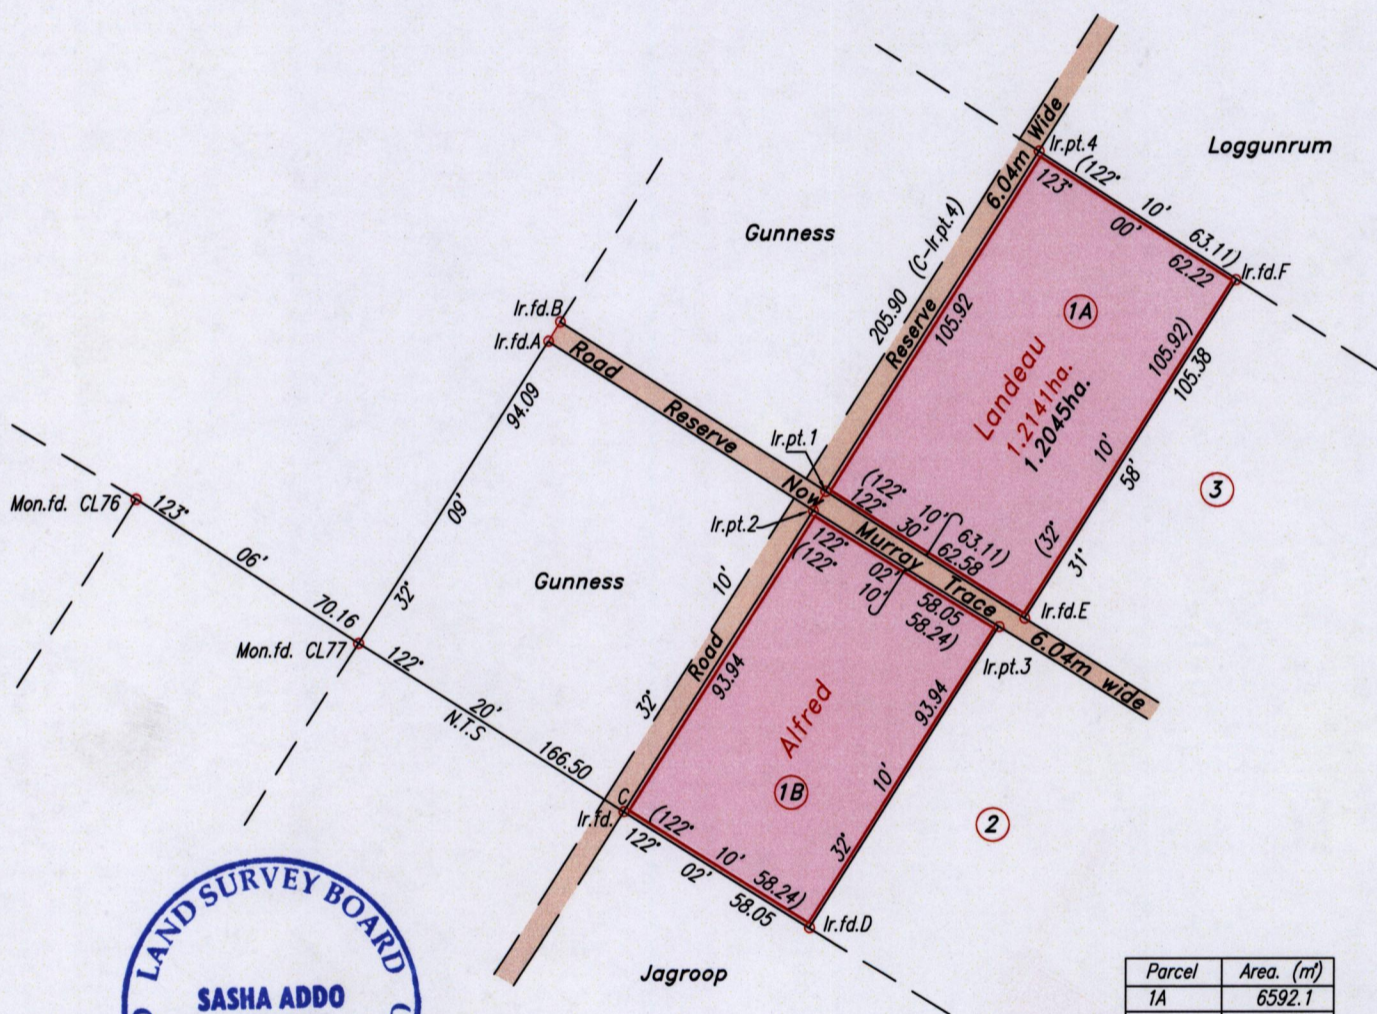 Loggunrum
Ir.pt.4
6.04m Wide
(122° 10' 63.11)
123° 00' 62.22
Ir.fd.F
Gunness
205.90 (C-Ir.pt.4)
Reserve
105.92
1A
Landeau
1.2141ha.
1.2045ha.
(32° 10' 105.92)
31° 58' 105.38
3
Ir.fd.B
Ir.fd.A
Road Reserve Now Murray Trace 6.04m wide
94.09
09'
32°
Ir.pt.1
Ir.pt.2
(122° 10' 63.11)
122° 30' 62.58
122° 02' 58.05
(122° 10' 58.24)
Ir.fd.E
Ir.pt.3
Mon.fd. CL76
123° 06' 70.16
Gunness
Mon.fd. CL77
122° 20' 166.50
N.T.S
32° 10'
Road
93.94
Alfred
1B
32° 10' 93.94
2
Ir.fd. C
(122° 10' 58.24)
122° 02' 58.05
Ir.fd.D
Jagroop
LAND SURVEY BOARD
SASHA ADDO
Parcel Area. (m²)
1A 6592.1